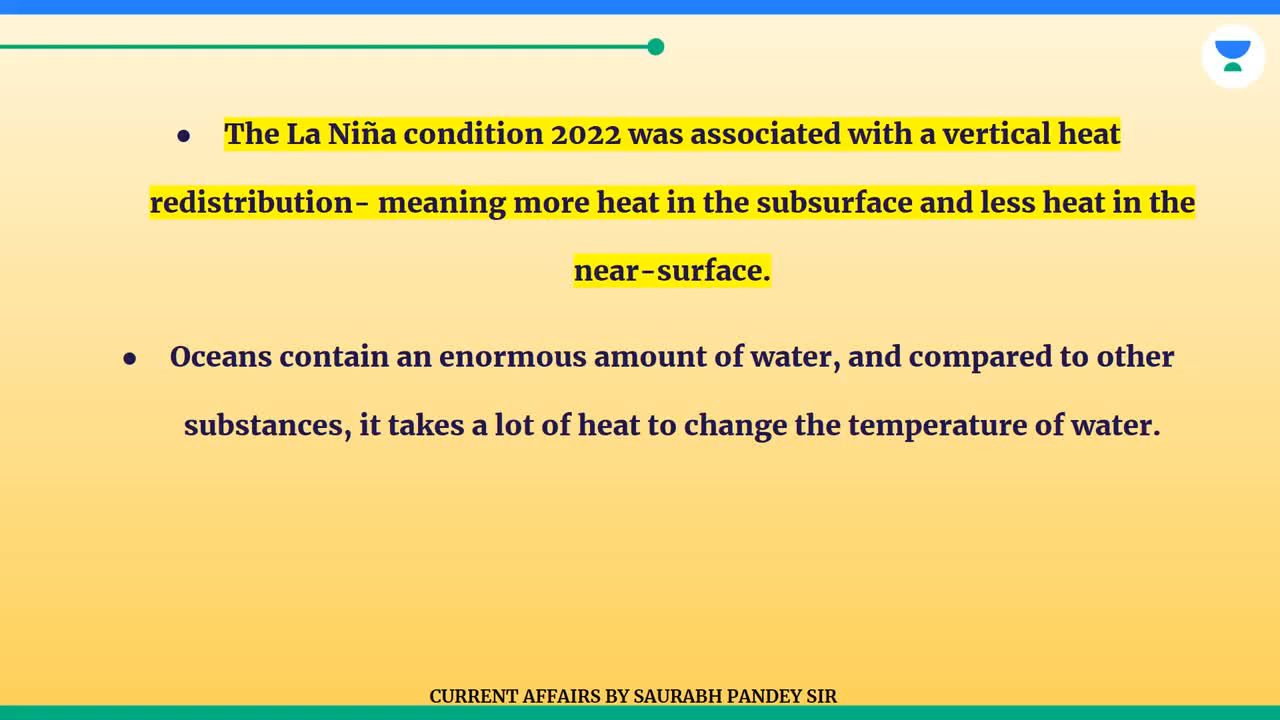 ● The La Niña condition 2022 was associated with a vertical heat
redistribution- meaning more heat in the subsurface and less heat in the
near-surface.
● Oceans contain an enormous amount of water, and compared to other
substances, it takes a lot of heat to change the temperature of water.
CURRENT AFFAIRS BY SAURABH PANDEY SIR